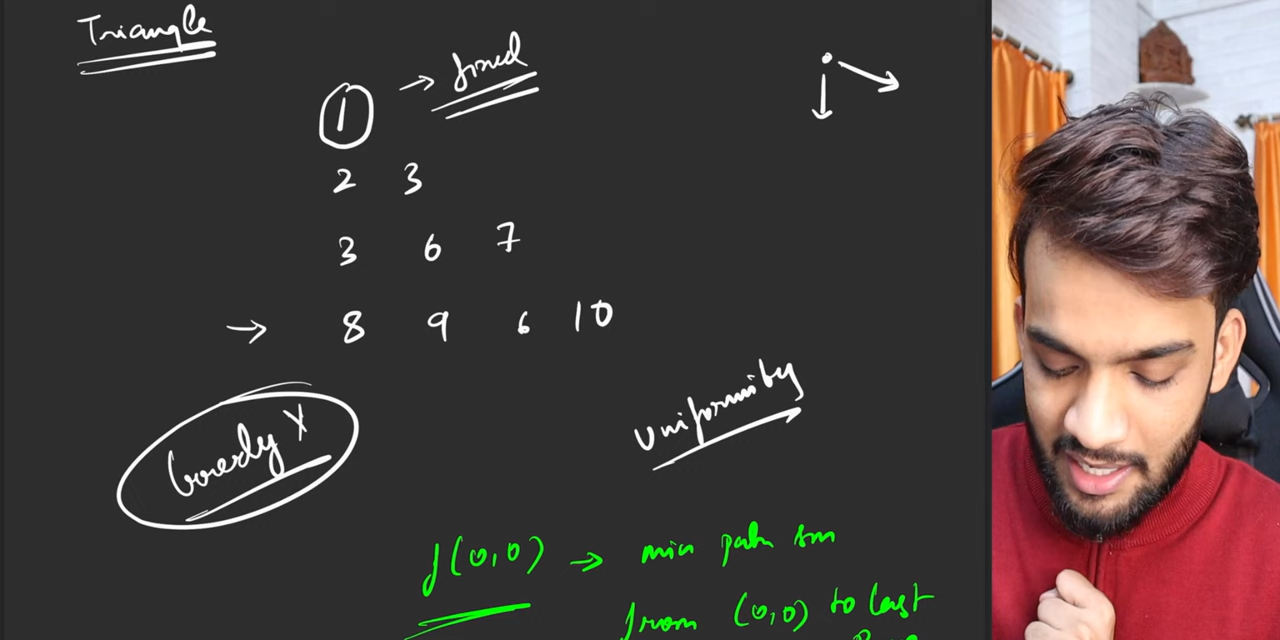 Triangle
1 → fixed
2 3
3 6 7
→ 8 9 6 10
Greedy X
Uniformity
f(0,0) → min path sm
from (0,0) to last